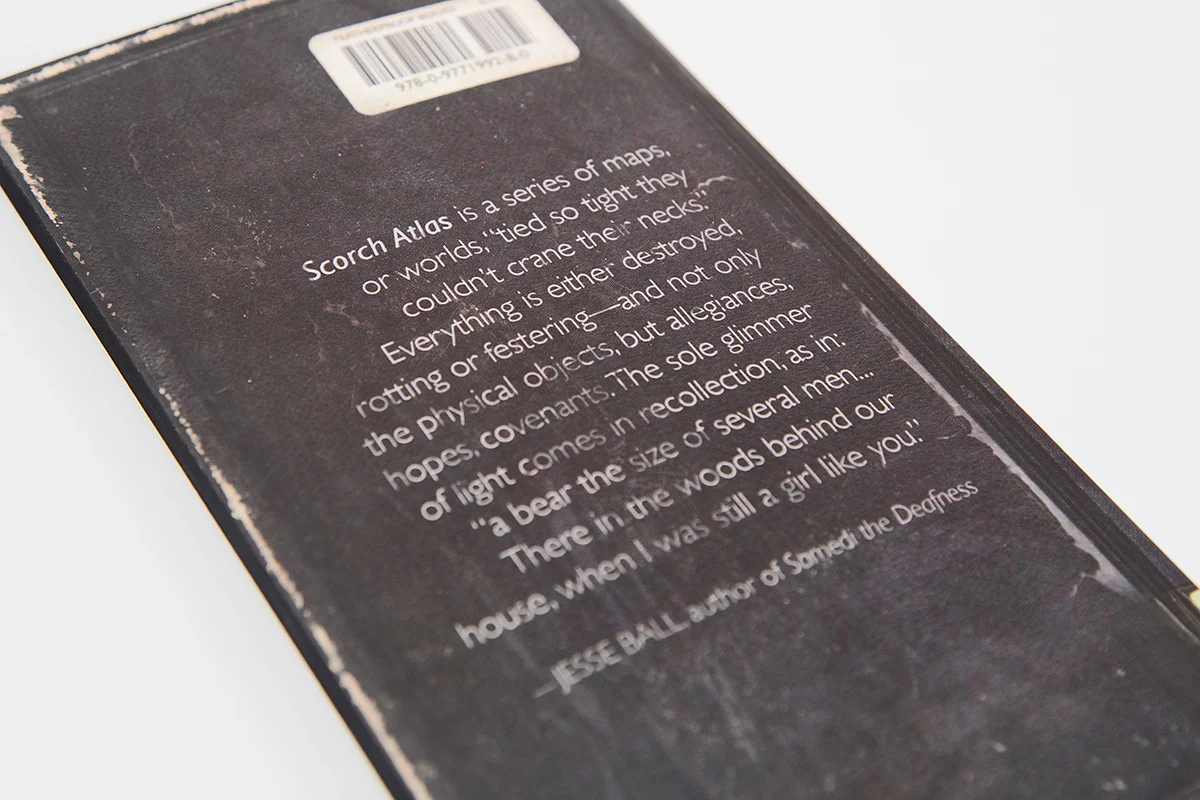 FEATHERPROOF BOOKS
978-0-9771992-8-0
Scorch Atlas is a series of maps,
or worlds, “tied so tight they
couldn’t crane their necks.”
Everything is either destroyed,
rotting or festering—and not only
the physical objects, but allegiances,
hopes, covenants. The sole glimmer
of light comes in recollection, as in:
“a bear the size of several men...
There in the woods behind our
house, when I was still a girl like you.”
—JESSE BALL author of Samedi the Deafness